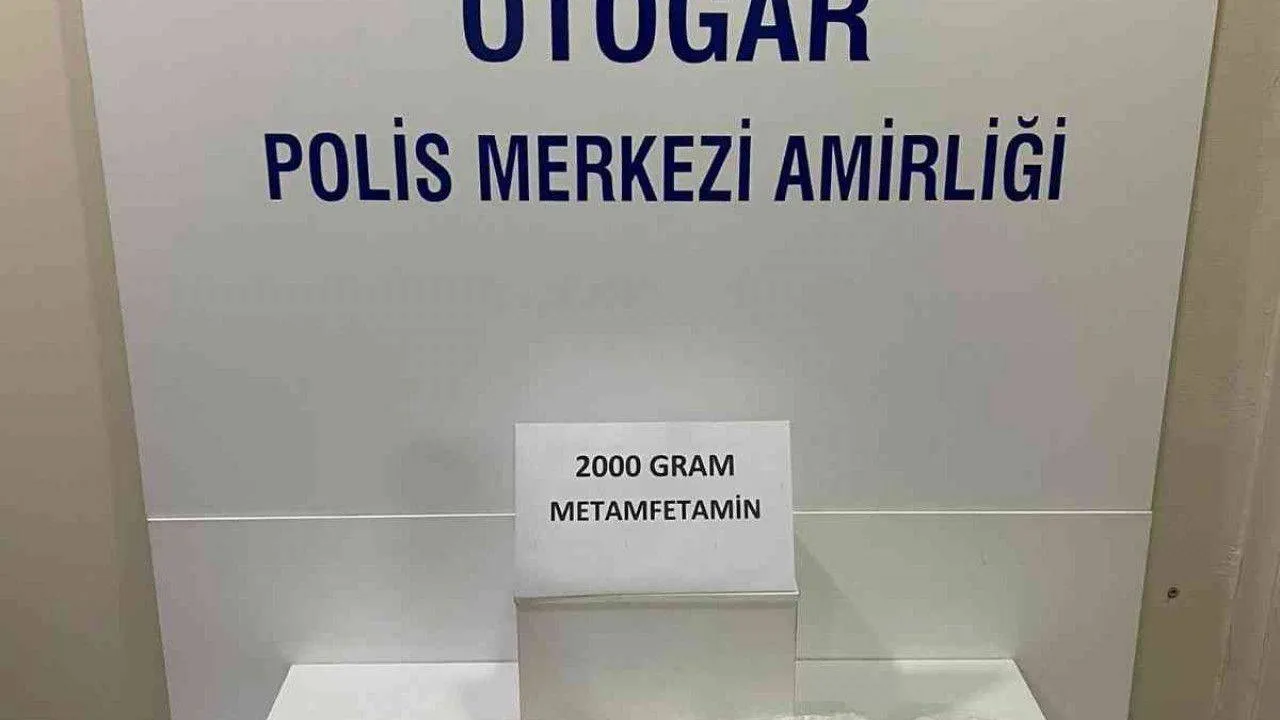 OTOGAR
POLİS MERKEZİ AMİRLİĞİ
2000 GRAM
METAMFETAMİN